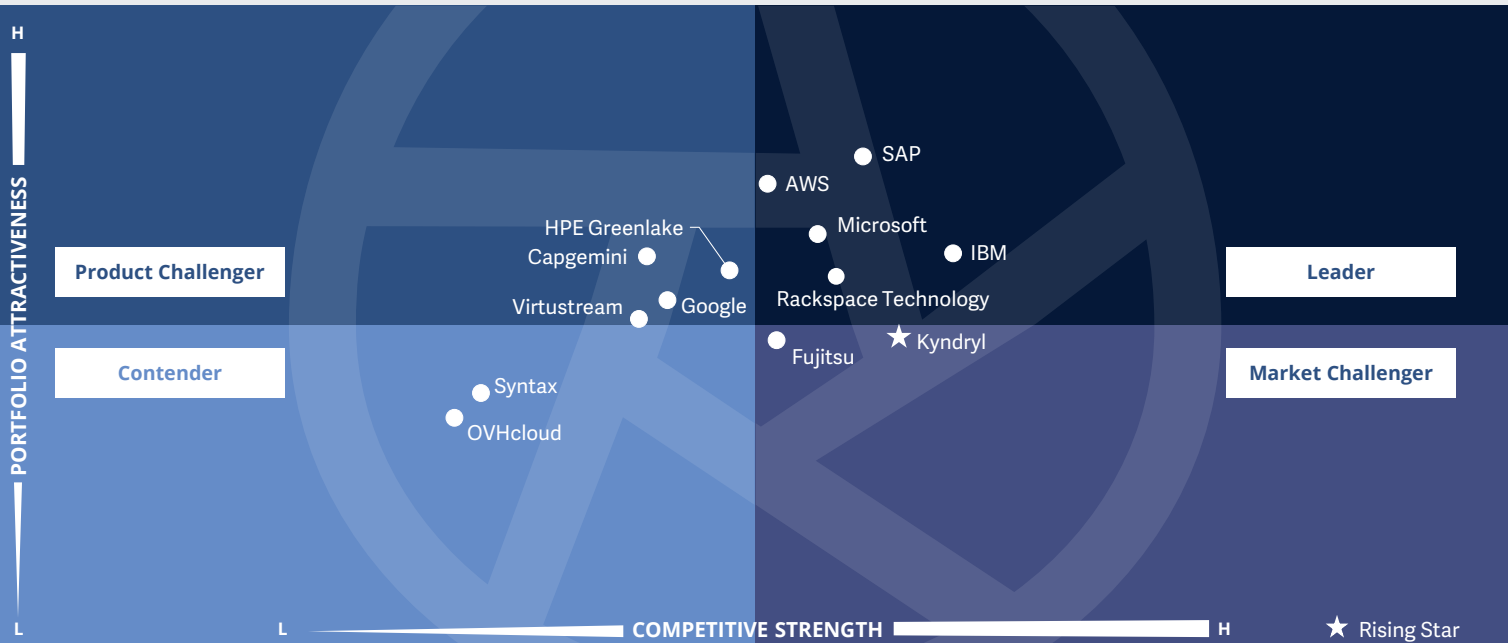 H
SAP
AWS
HPE Greenlake
Microsoft
Capgemini
IBM
Product Challenger
Leader
Virtustream
Google
Rackspace Technology
PORTFOLIO ATTRACTIVENESS
Kyndryl
Fujitsu
Contender
Market Challenger
Syntax
OVHcloud
L
L
COMPETITIVE STRENGTH
H
Rising Star